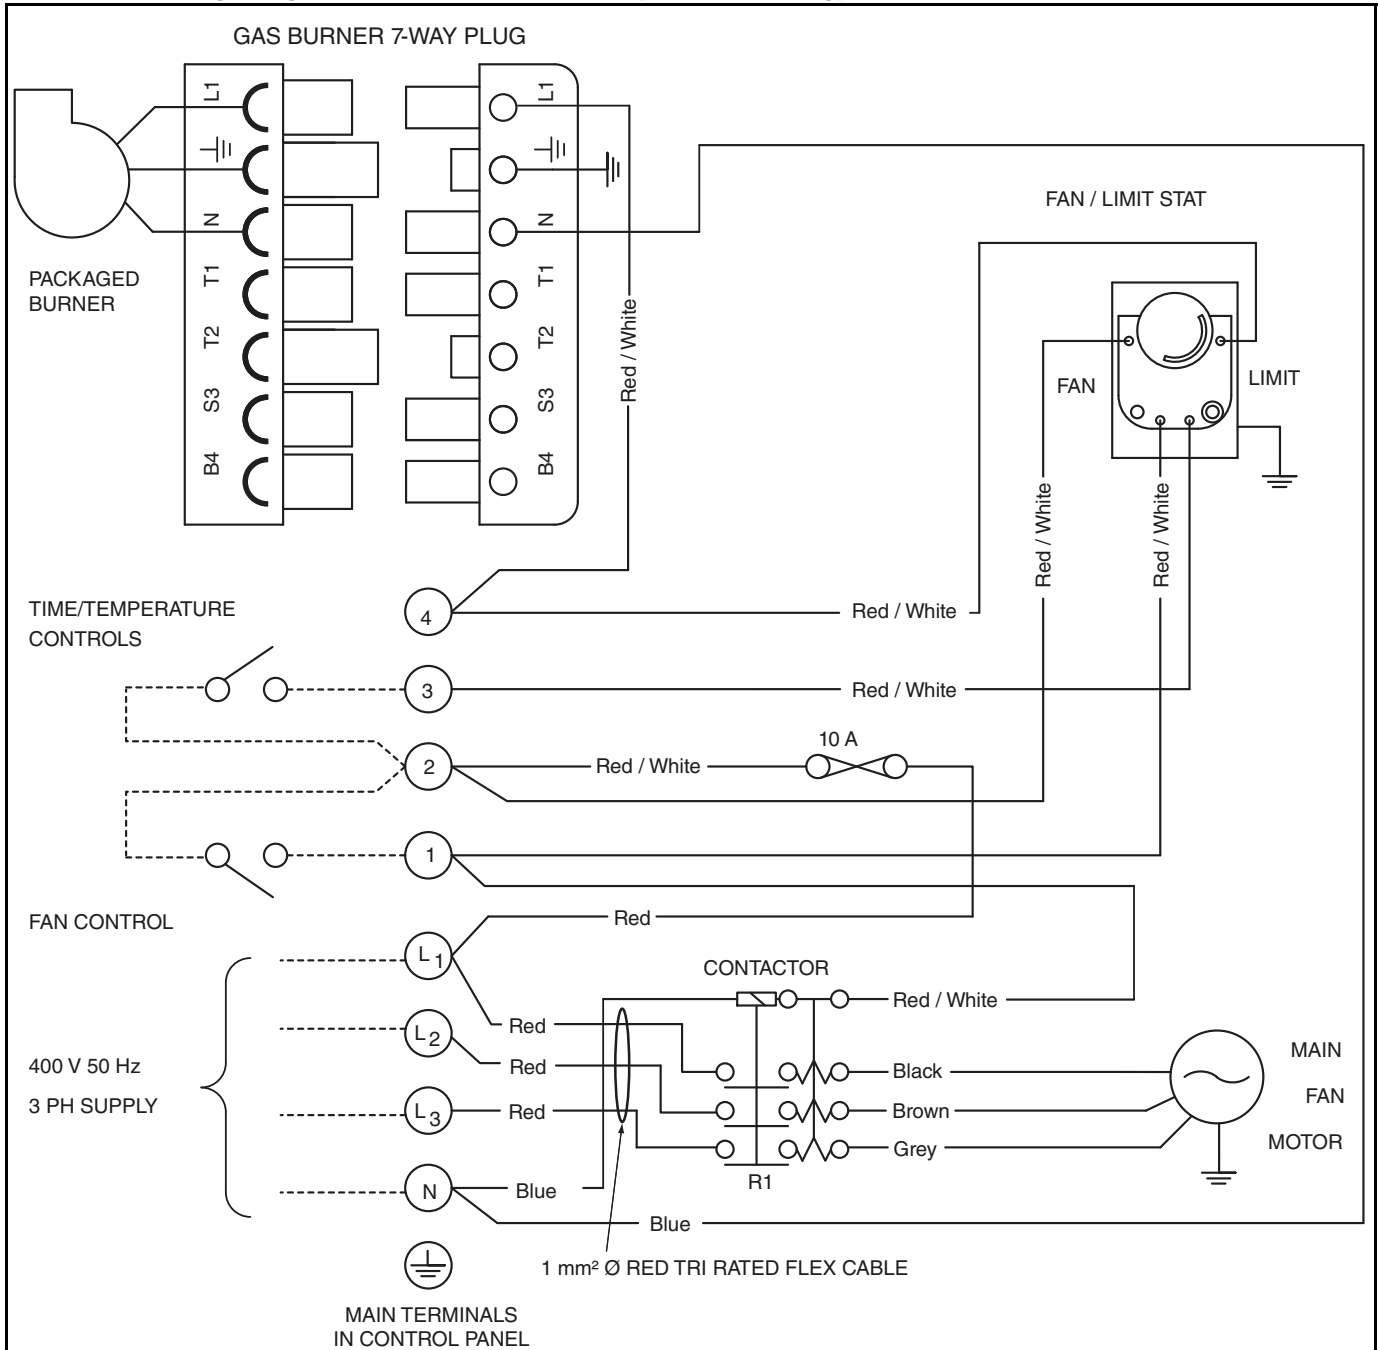 GAS BURNER 7-WAY PLUG
L1
L1
N
N
T1
T1
T2
T2
S3
S3
B4
B4
PACKAGED
BURNER
Red / White
FAN / LIMIT STAT
FAN
LIMIT
Red / White
Red / White
TIME/TEMPERATURE
CONTROLS
4
Red / White
3
Red / White
10 A
2
Red / White
1
FAN CONTROL
Red
L1
CONTACTOR
Red / White
L2
Red
Red
400 V 50 Hz
3 PH SUPPLY
L3
Red
Black
Brown
Grey
MAIN
FAN
MOTOR
R1
N
Blue
Blue
1 mm² Ø RED TRI RATED FLEX CABLE
MAIN TERMINALS
IN CONTROL PANEL